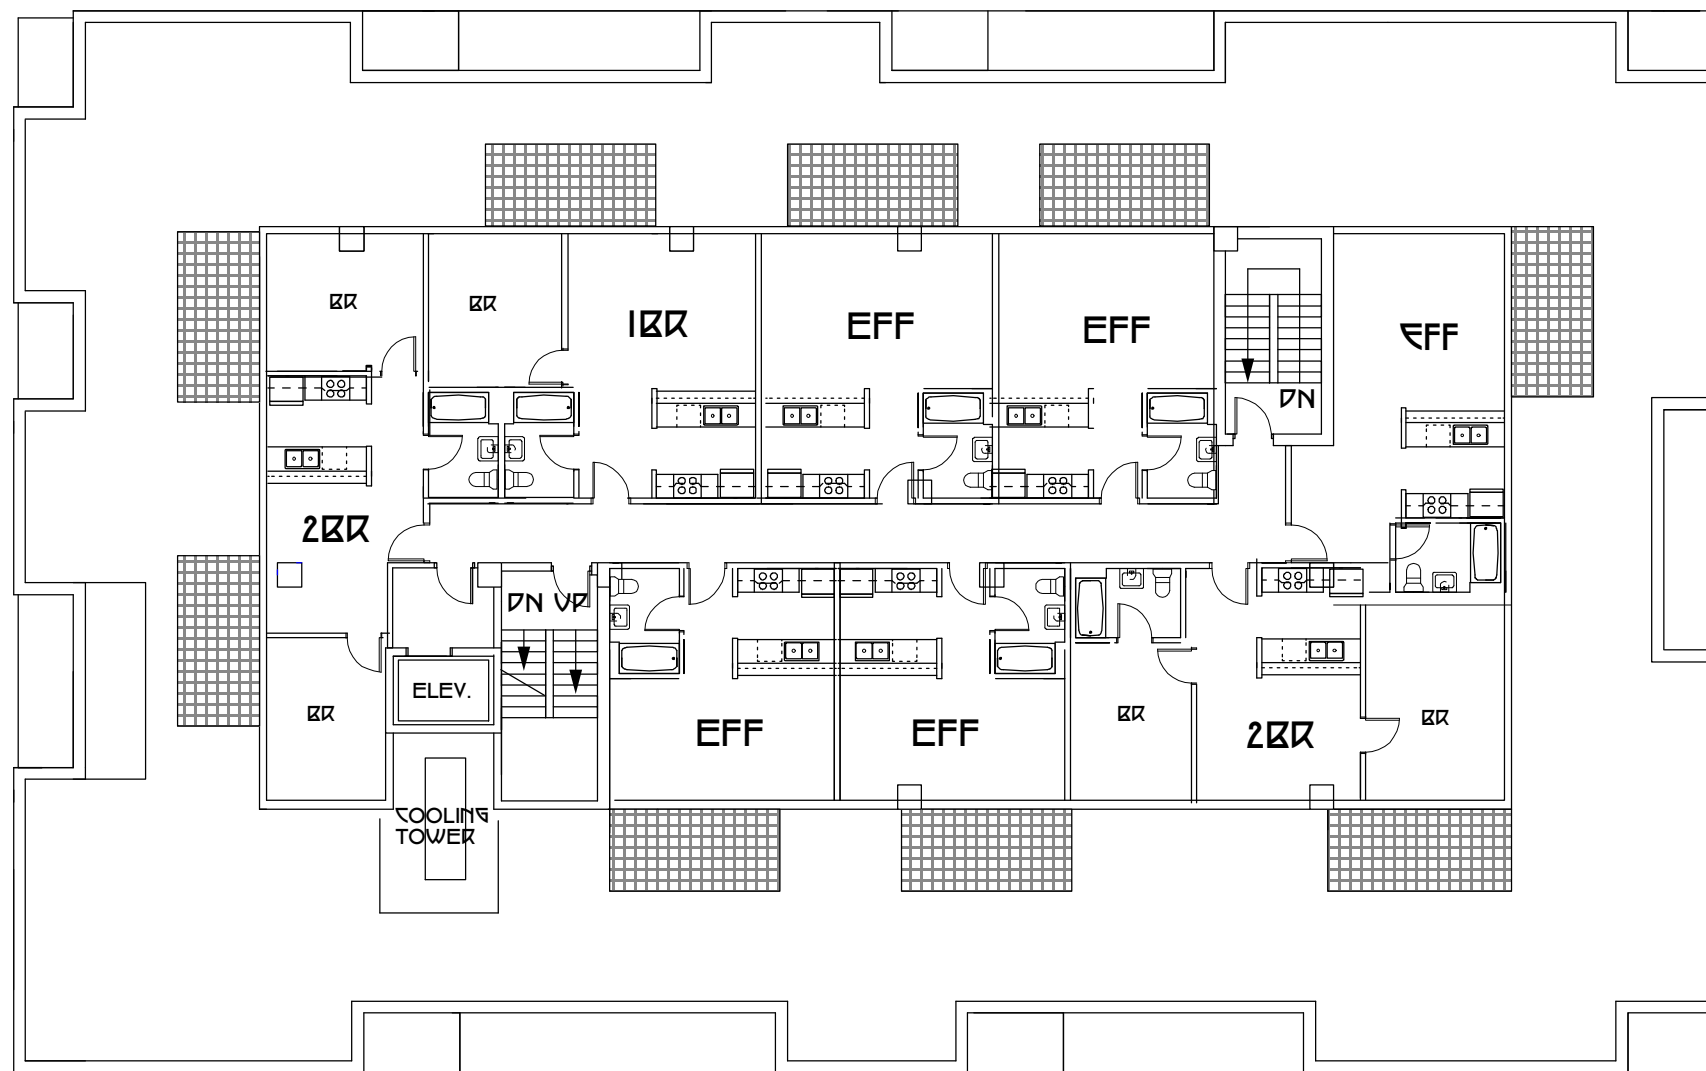 BR
BR
1BR
EFF
EFF
EFF
DN
2BR
DN UP
ELEV.
BR
EFF
EFF
BR
2BR
BR
COOLING
TOWER